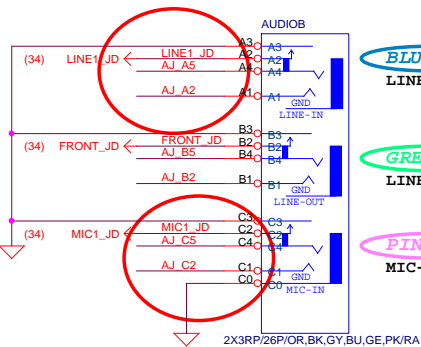 AUDIOB
A3 A3
(34) LINE1_JD LINE1_JD A2 A2
AJ_A5 A4 A4
AJ_A2 A1 A1
GND
LINE-IN
BLU
LINE
B3 B3
(34) FRONT_JD FRONT_JD B2 B2
AJ_B5 B4 B4
AJ_B2 B1 B1
GND
LINE-OUT
GRE
LINE
C3 C3
(34) MIC1_JD MIC1_JD C2 C2
AJ_C5 C4 C4
AJ_C2 C1 C1
GND
C0 C0
MIC-IN
PIN
MIC-
2X3RP/26P/OR,BK,GY,BU,GE,PK/RA